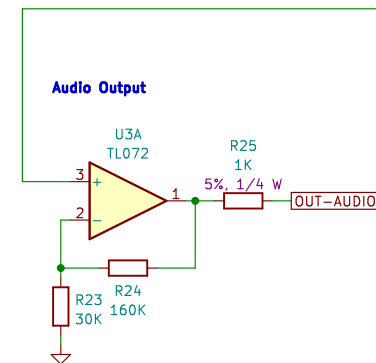 Audio Output
U3A
TL072
R25
1K
5%, 1/4 W
3
+
1
2
-
OUT-AUDIO
R24
160K
R23
30K